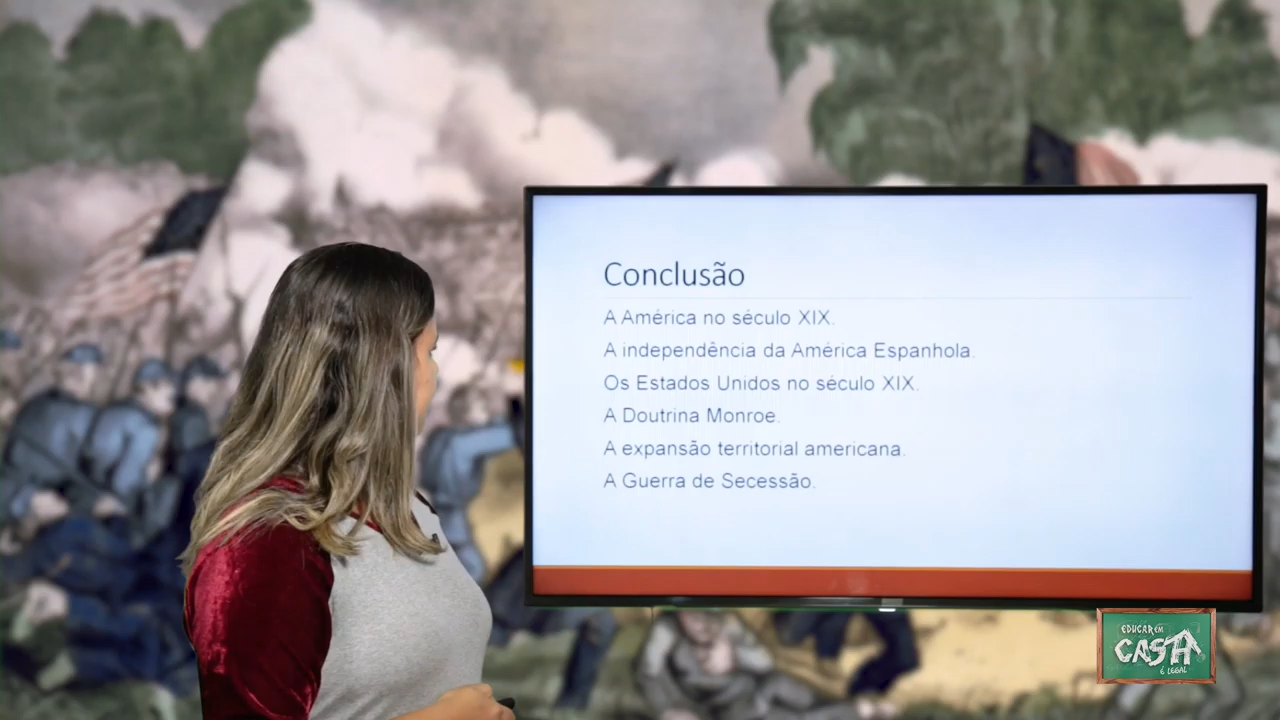 Conclusão
A América no século XIX.
A independência da América Espanhola.
Os Estados Unidos no século XIX.
A Doutrina Monroe.
A expansão territorial americana.
A Guerra de Secessão.
EDUCAR EM
CASA
É LEGAL